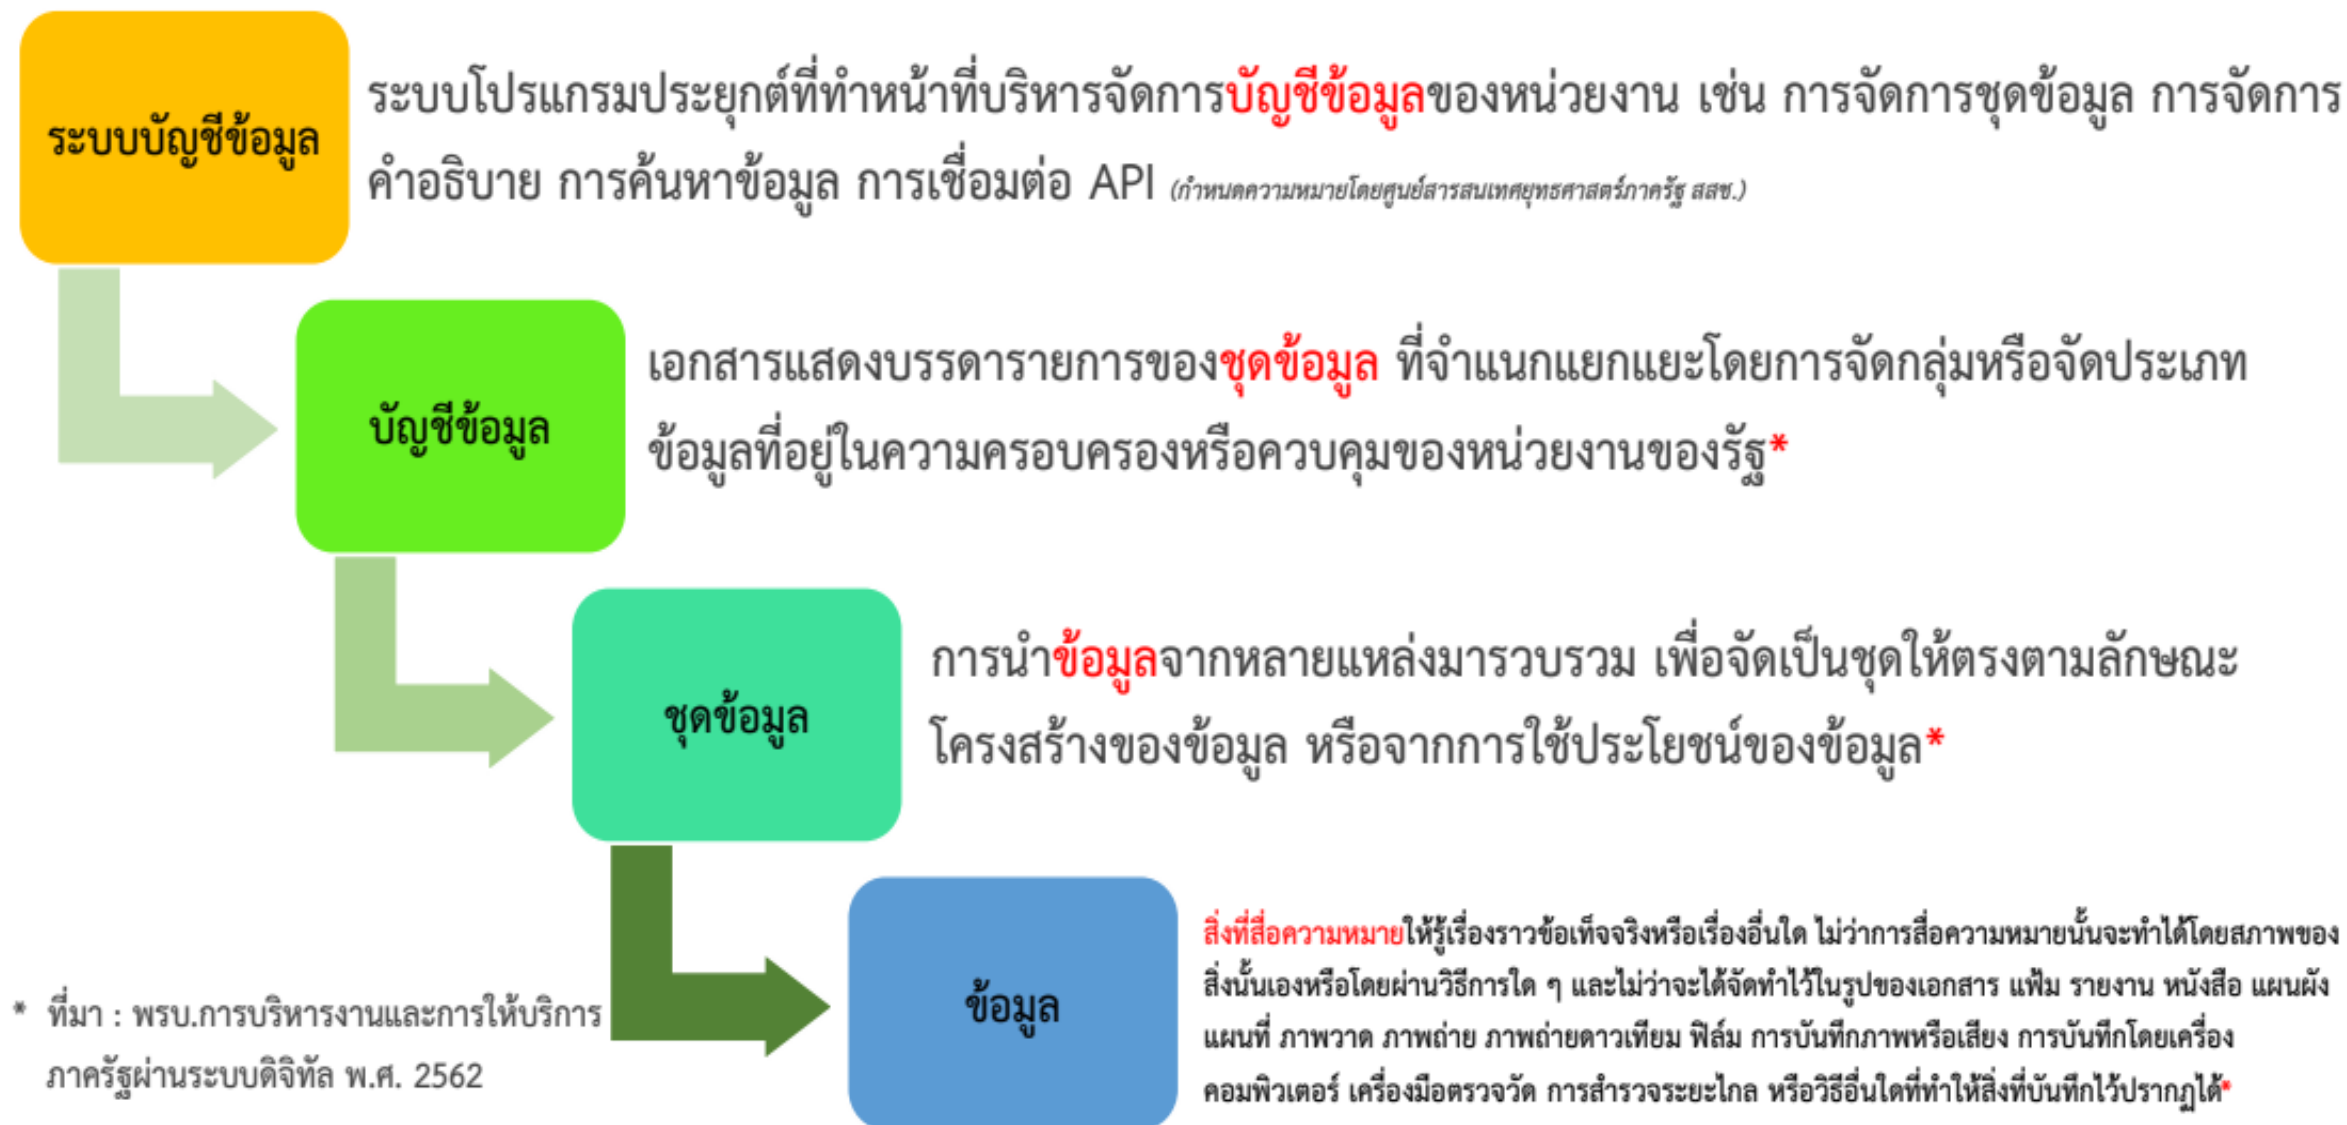 ระบบบัญชีข้อมูล
ระบบโปรแกรมประยุกต์ที่ทำหน้าที่บริหารจัดการบัญชีข้อมูลของหน่วยงาน เช่น การจัดการชุดข้อมูล การจัดการ
คำอธิบาย การค้นหาข้อมูล การเชื่อมต่อ API (กำหนดความหมายโดยศูนย์สารสนเทศยุทธศาสตร์ภาครัฐ สสช.)
บัญชีข้อมูล
เอกสารแสดงบรรดารายการของชุดข้อมูล ที่จำแนกแยกแยะโดยการจัดกลุ่มหรือจัดประเภท
ข้อมูลที่อยู่ในความครอบครองหรือควบคุมของหน่วยงานของรัฐ*
ชุดข้อมูล
การนำข้อมูลจากหลายแหล่งมารวบรวม เพื่อจัดเป็นชุดให้ตรงตามลักษณะ
โครงสร้างของข้อมูล หรือจากการใช้ประโยชน์ของข้อมูล*
ข้อมูล
สิ่งที่สื่อความหมายให้รู้เรื่องราวข้อเท็จจริงหรือเรื่องอื่นใด ไม่ว่าการสื่อความหมายนั้นจะทำได้โดยสภาพของ
สิ่งนั้นเองหรือโดยผ่านวิธีการใด ๆ และไม่ว่าจะได้จัดทำไว้ในรูปของเอกสาร แฟ้ม รายงาน หนังสือ แผนผัง
แผนที่ ภาพวาด ภาพถ่าย ภาพถ่ายดาวเทียม ฟิล์ม การบันทึกภาพหรือเสียง การบันทึกโดยเครื่อง
คอมพิวเตอร์ เครื่องมือตรวจวัด การสำรวจระยะไกล หรือวิธีอื่นใดที่ทำให้สิ่งที่บันทึกไว้ปรากฏได้*
* ที่มา : พรบ.การบริหารงานและการให้บริการ
ภาครัฐผ่านระบบดิจิทัล พ.ศ. 2562